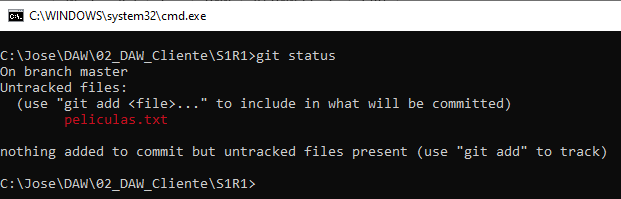 C:\WINDOWS\system32\cmd.exe
C:\Jose\DAW\02_DAW_Cliente\S1R1>git status
On branch master
Untracked files:
(use "git add <file>..." to include in what will be committed)
peliculas.txt
nothing added to commit but untracked files present (use "git add" to track)
C:\Jose\DAW\02_DAW_Cliente\S1R1>